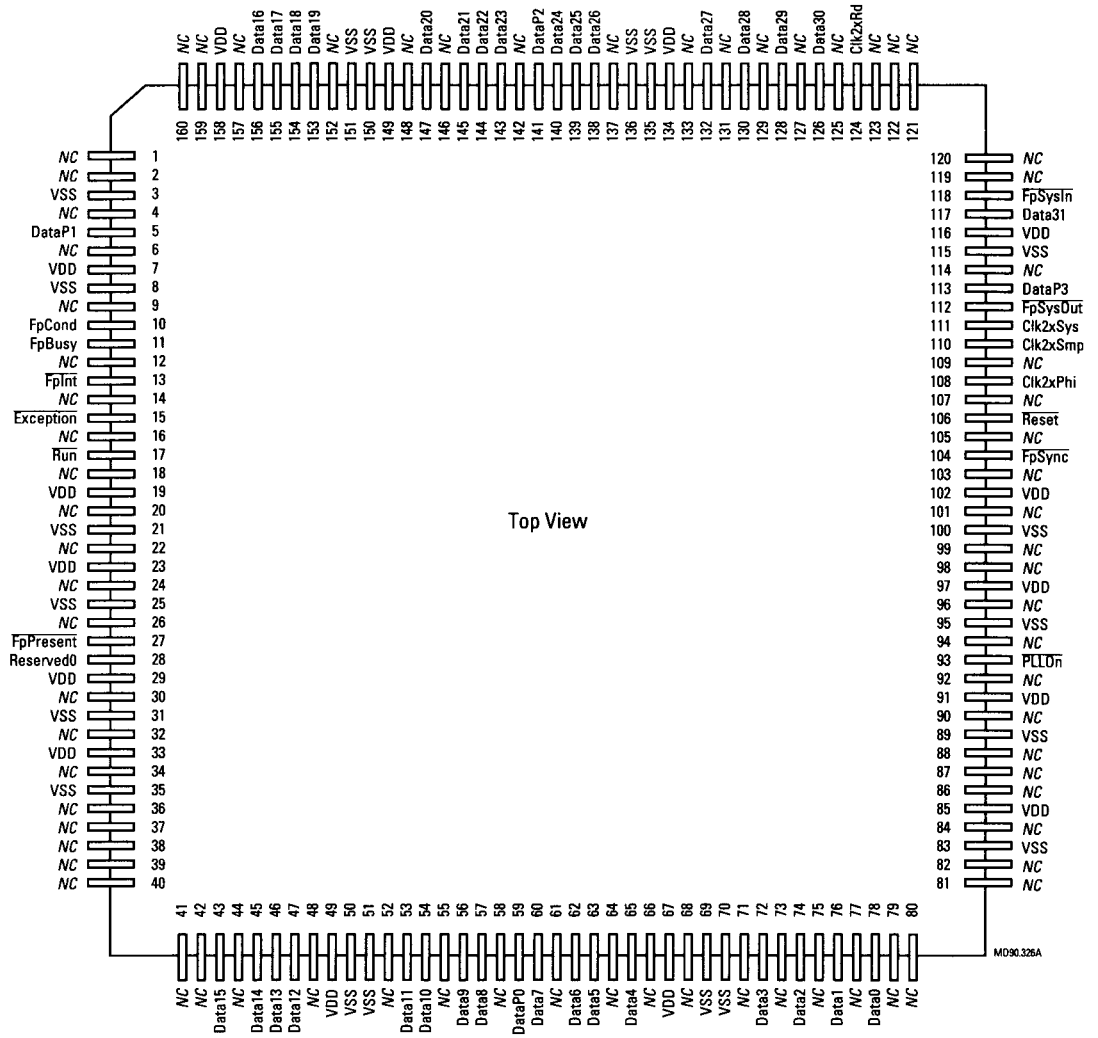 NC NC VDD NC Data16 Data17 Data18 Data19 NC VSS VSS VDD NC Data20 NC Data21 Data22 Data23 NC DataP2 Data24 Data25 Data26 NC VSS VSS VDD NC Data27 NC Data28 NC Data29 NC Data30 NC Clk2xRd NC NC NC
160 159 158 157 156 155 154 153 152 151 150 149 148 147 146 145 144 143 142 141 140 139 138 137 136 135 134 133 132 131 130 129 128 127 126 125 124 123 122 121
NC 1
NC 2
VSS 3
NC 4
DataP1 5
NC 6
VDD 7
VSS 8
NC 9
FpCond 10
FpBusy 11
NC 12
FpInt 13
NC 14
Exception 15
NC 16
Run 17
NC 18
VDD 19
NC 20
VSS 21
NC 22
VDD 23
NC 24
VSS 25
NC 26
FpPresent 27
Reserved0 28
VDD 29
NC 30
VSS 31
NC 32
VDD 33
NC 34
VSS 35
NC 36
NC 37
NC 38
NC 39
NC 40
Top View
120 NC
119 NC
118 FpSysIn
117 Data31
116 VDD
115 VSS
114 NC
113 DataP3
112 FpSysOut
111 Clk2xSys
110 Clk2xSmp
109 NC
108 Clk2xPhi
107 NC
106 Reset
105 NC
104 FpSync
103 NC
102 VDD
101 NC
100 VSS
99 NC
98 NC
97 VDD
96 NC
95 VSS
94 NC
93 PLLOn
92 NC
91 VDD
90 NC
89 VSS
88 NC
87 NC
86 NC
85 VDD
84 NC
83 VSS
82 NC
81 NC
41 42 43 44 45 46 47 48 49 50 51 52 53 54 55 56 57 58 59 60 61 62 63 64 65 66 67 68 69 70 71 72 73 74 75 76 77 78 79 80
NC NC Data15 NC Data14 Data13 Data12 NC VDD VSS VSS NC Data11 Data10 NC Data9 Data8 NC DataP0 Data7 NC Data6 Data5 NC Data4 NC VDD NC VSS VSS NC Data3 NC Data2 NC Data1 NC Data0 NC NC
MD90.326A